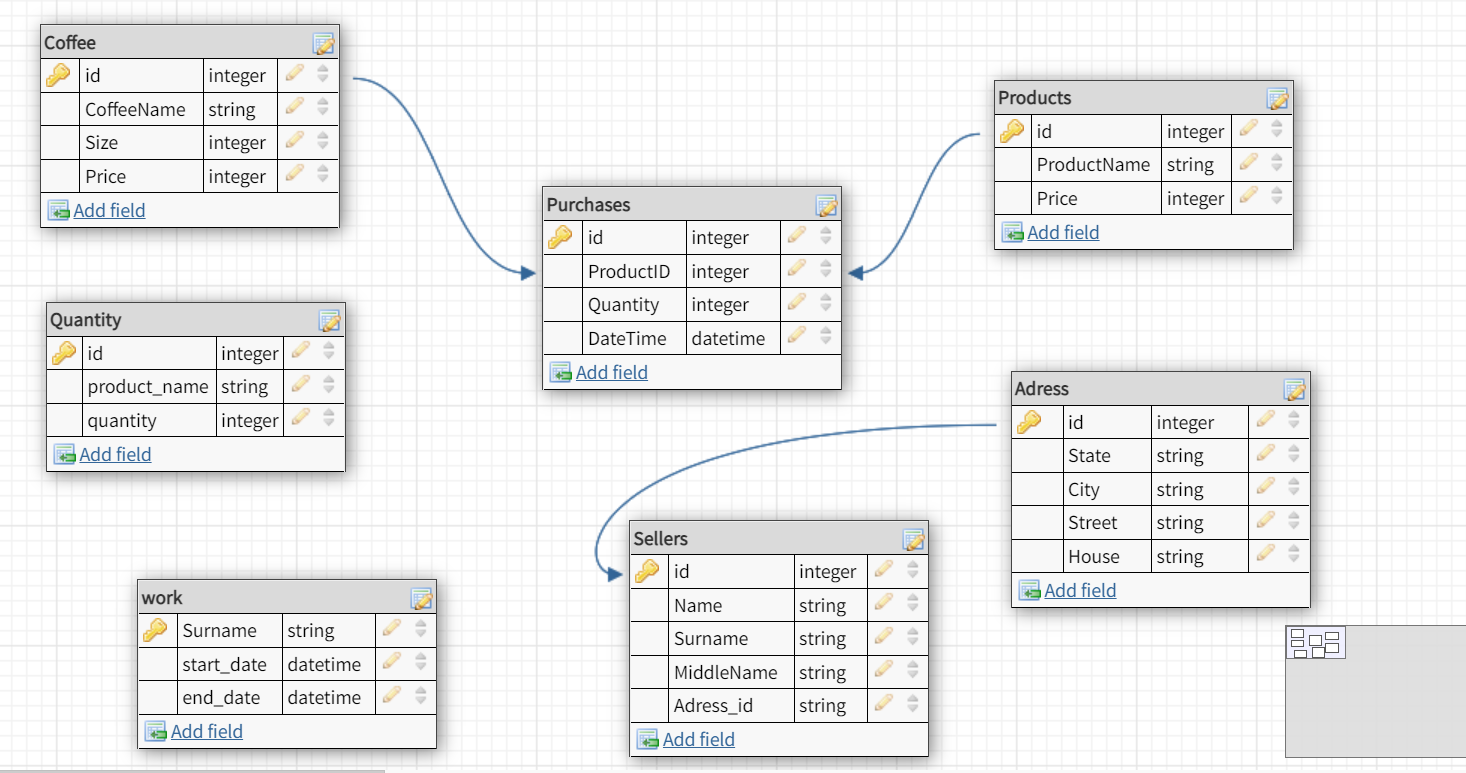 Coffee
id integer
CoffeeName string
Size integer
Price integer
Add field
Products
id integer
ProductName string
Price integer
Add field
Purchases
id integer
ProductID integer
Quantity integer
DateTime datetime
Add field
Quantity
id integer
product_name string
quantity integer
Add field
Adress
id integer
State string
City string
Street string
House string
Add field
Sellers
id integer
Name string
Surname string
MiddleName string
Adress_id string
Add field
work
Surname string
start_date datetime
end_date datetime
Add field